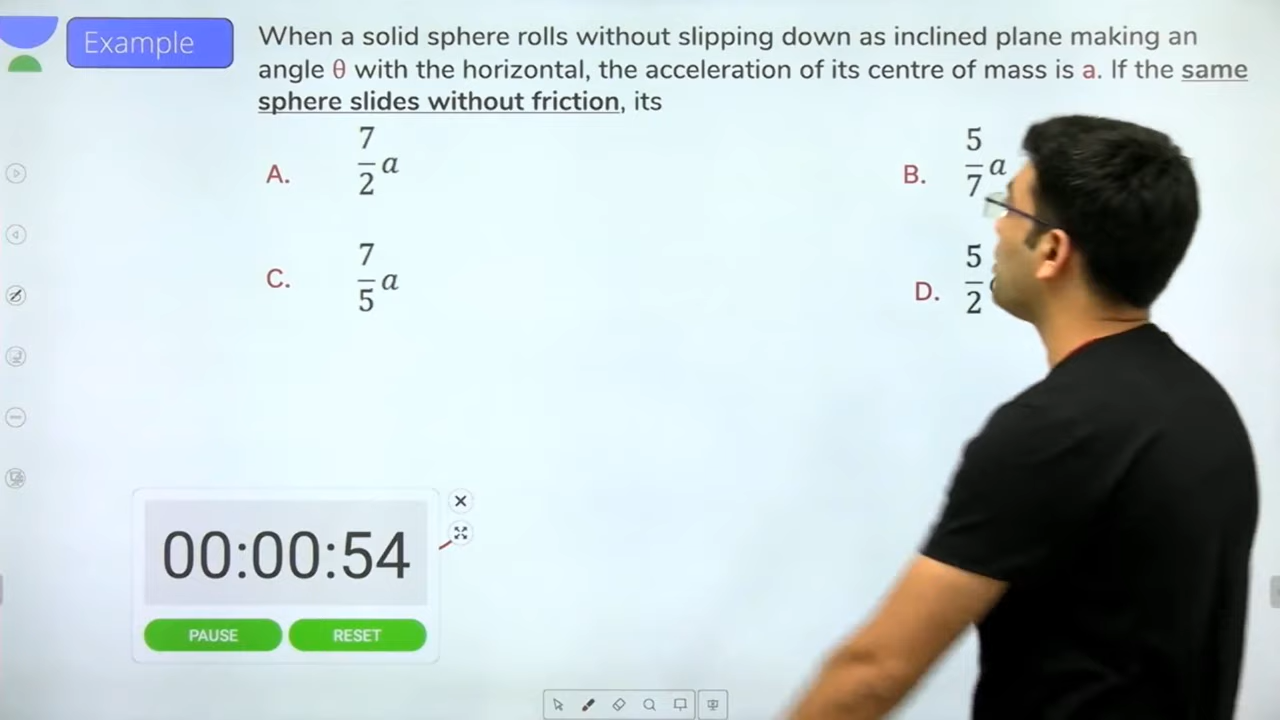 Example
When a solid sphere rolls without slipping down as inclined plane making an
angle θ with the horizontal, the acceleration of its centre of mass is a. If the same
sphere slides without friction, its
A. 7/2 a
B. 5/7 a
C. 7/5 a
D. 5/2
00:00:54
PAUSE
RESET